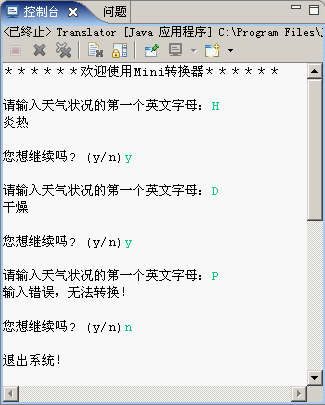 控制台 问题
<已终止> Translator [Java 应用程序] C:\Program Files\
******欢迎使用Mini转换器******
请输入天气状况的第一个英文字母：H
炎热
您想继续吗? (y/n)y
请输入天气状况的第一个英文字母：D
干燥
您想继续吗? (y/n)y
请输入天气状况的第一个英文字母：P
输入错误，无法转换!
您想继续吗? (y/n)n
退出系统!